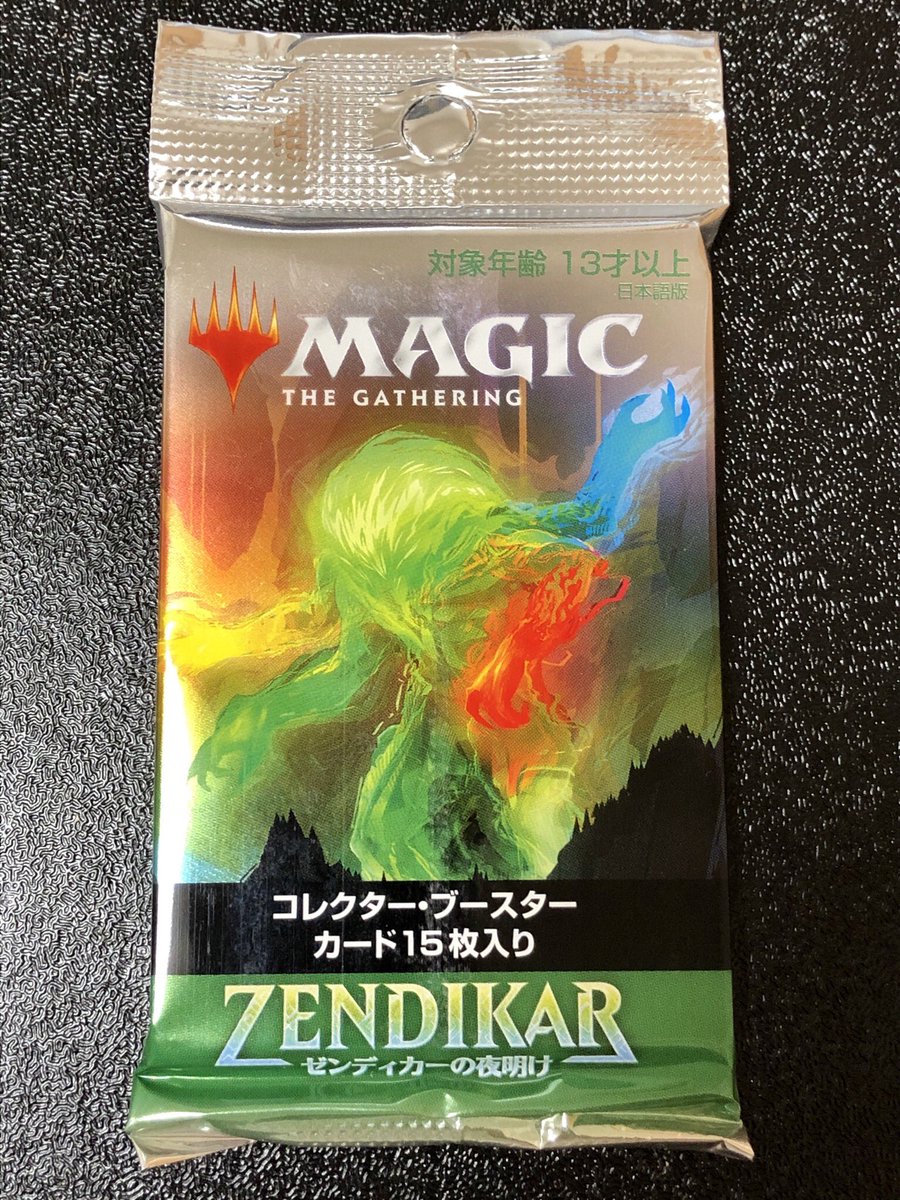 対象年齢 13才以上
日本語版
MAGIC
THE GATHERING
コレクター・ブースター
カード15枚入り
ZENDIKAR
ゼンディカーの夜明け